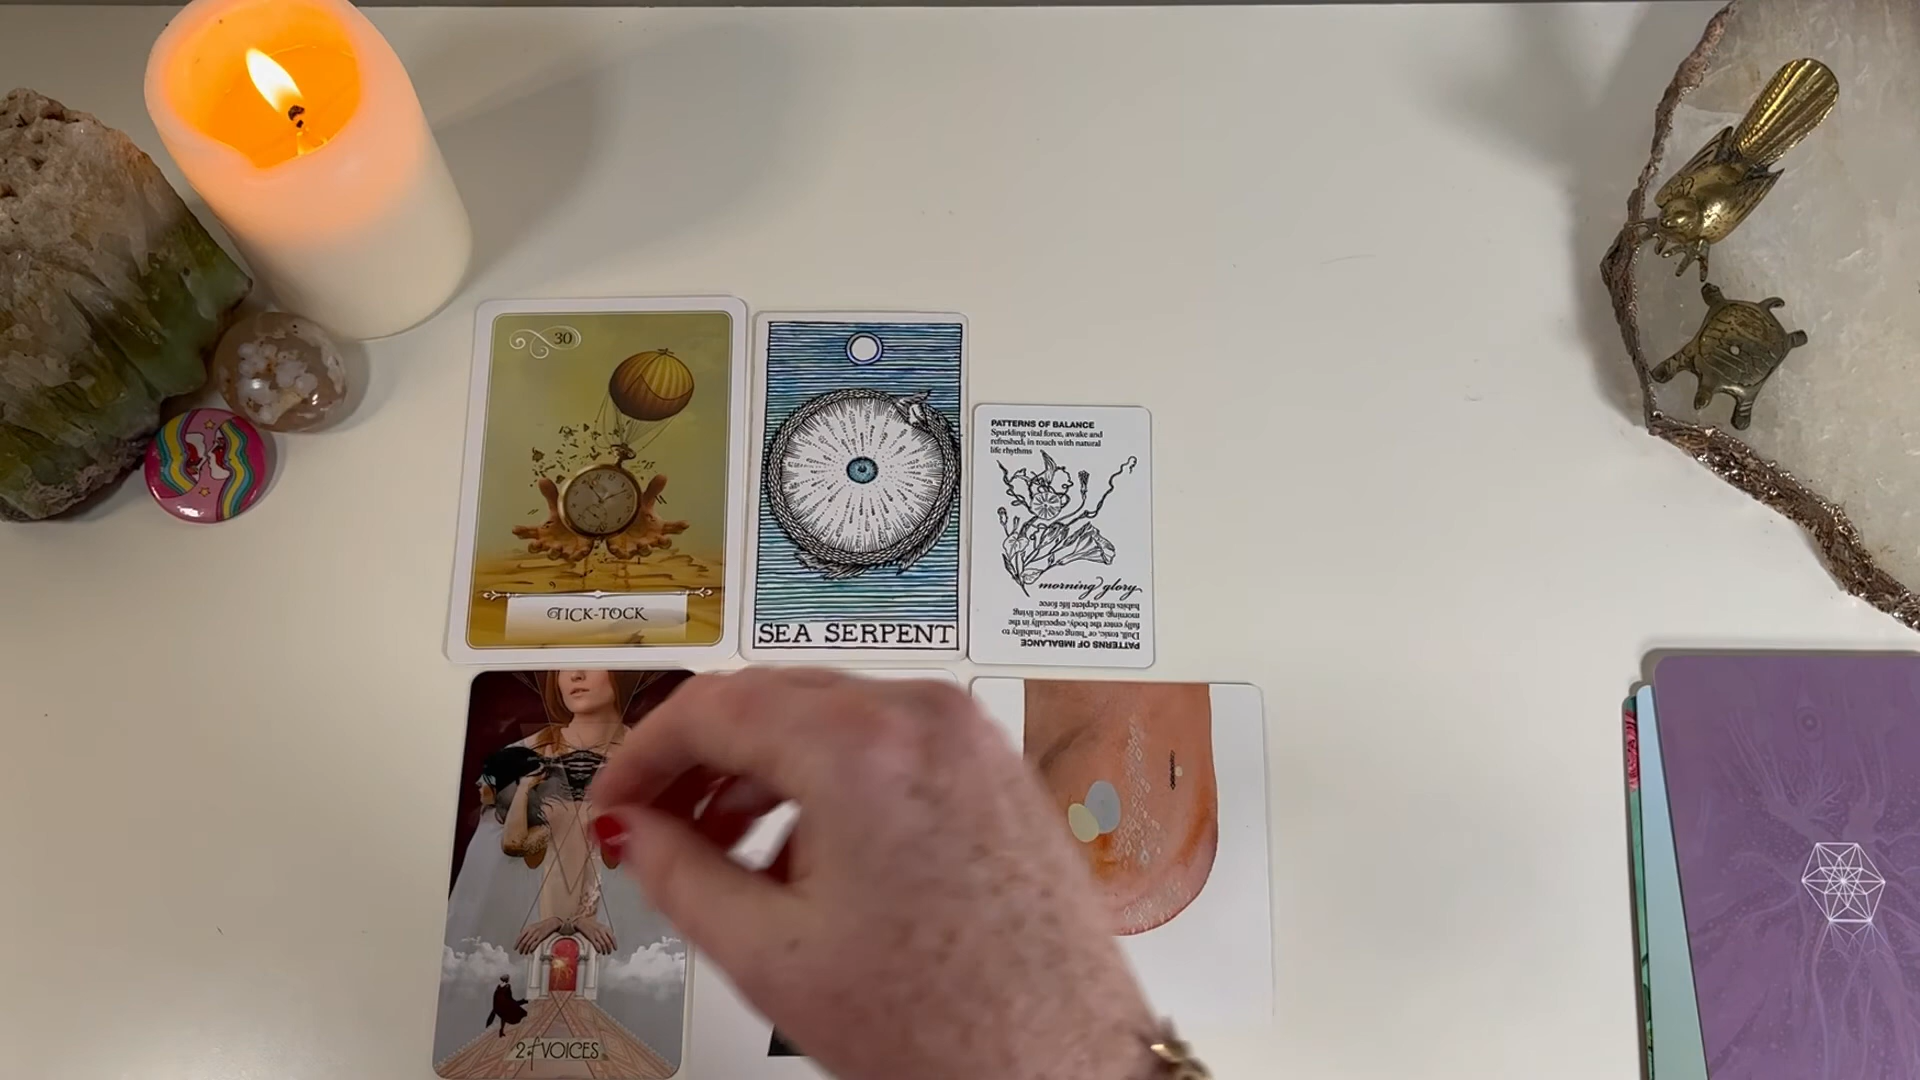 30
TICK-TOCK
SEA SERPENT
PATTERNS OF BALANCE
Sparkling vital force, awake and
refreshed; in touch with natural
life rhythms
morning glory
PATTERNS OF IMBALANCE
Dull, toxic, or "hung over," inability to
fully enter the body, especially in the
morning; addictive or erratic living
habits that deplete life force
2 of VOICES